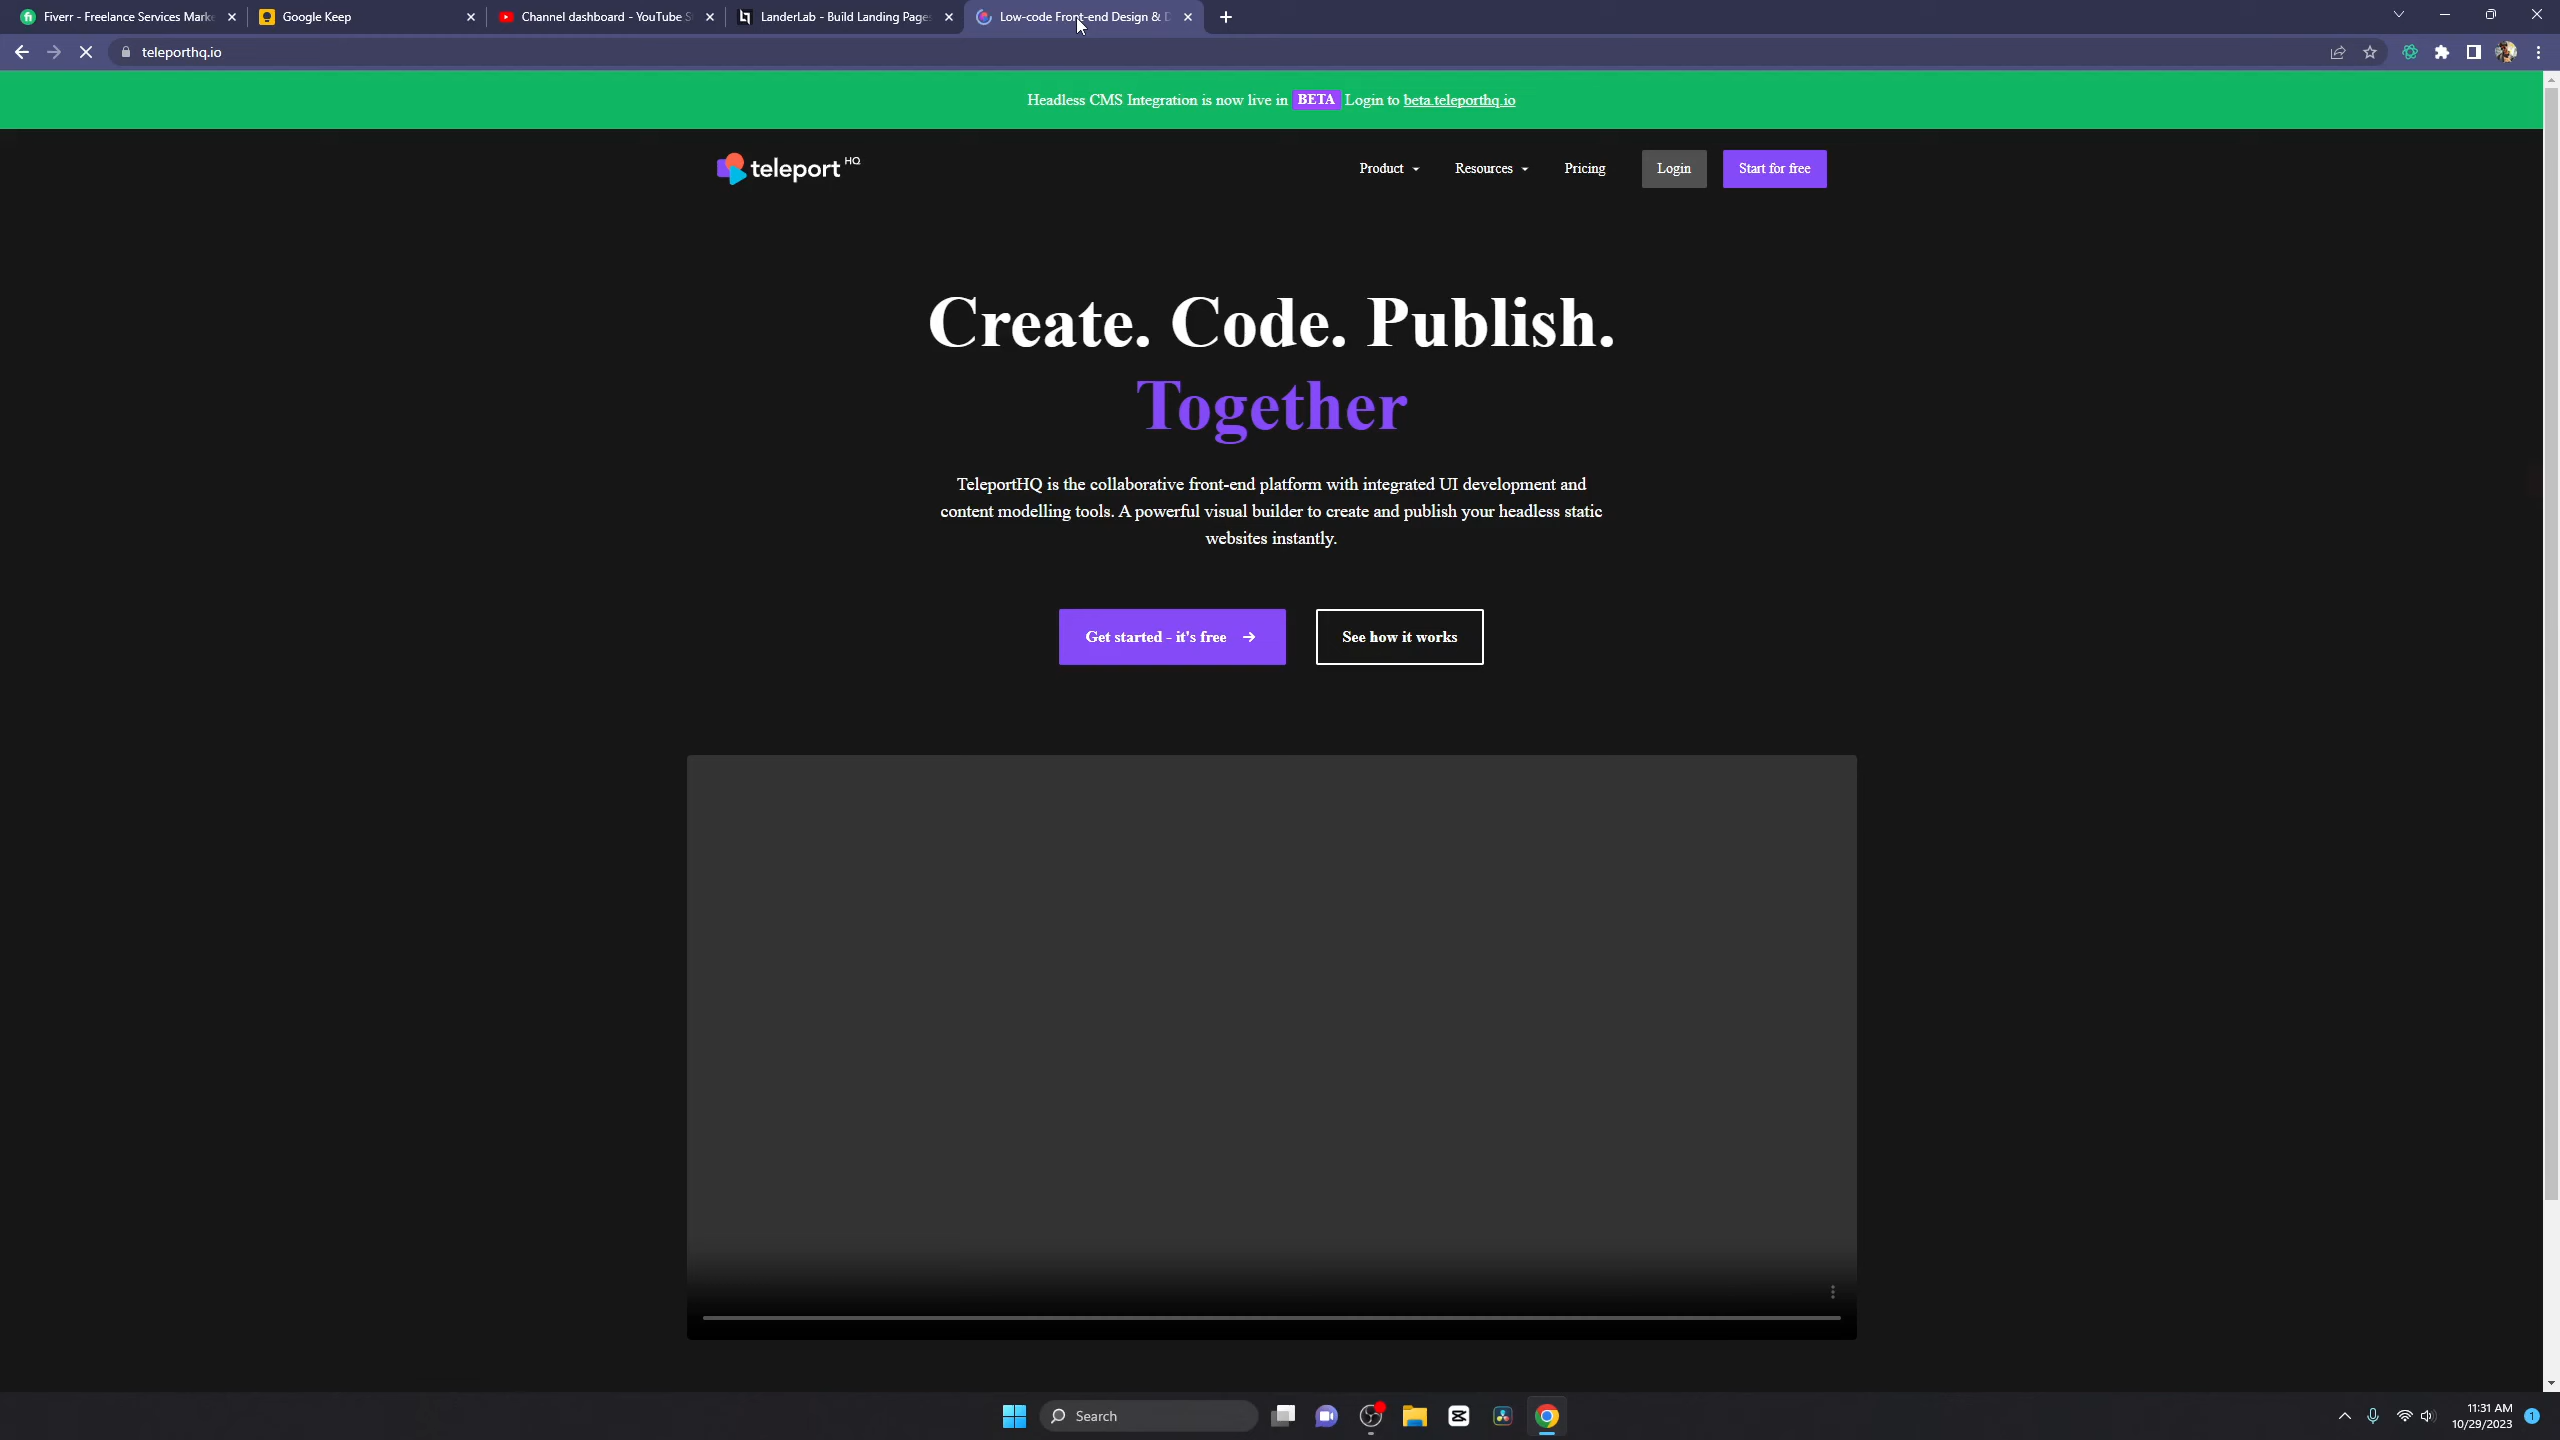 Fiverr - Freelance Services Mark
Google Keep
Channel dashboard - YouTube S
LanderLab - Build Landing Pages
Low-code Front-end Design & D
teleporthq.io
Headless CMS Integration is now live in BETA Login to beta.teleporthq.io
teleport HQ
Product
Resources
Pricing
Login
Start for free
Create. Code. Publish.
Together
TeleportHQ is the collaborative front-end platform with integrated UI development and
content modelling tools. A powerful visual builder to create and publish your headless static
websites instantly.
Get started - it's free
See how it works
Search
11:31 AM
10/29/2023
1